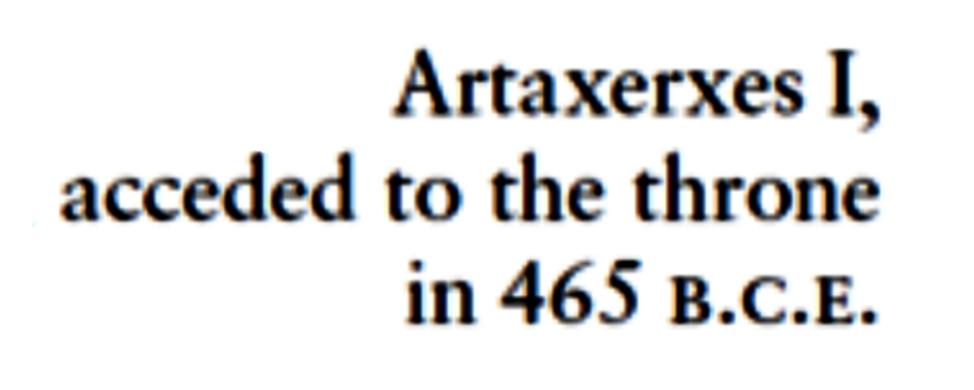 Artaxerxes I,
acceded to the throne
in 465 B.C.E.